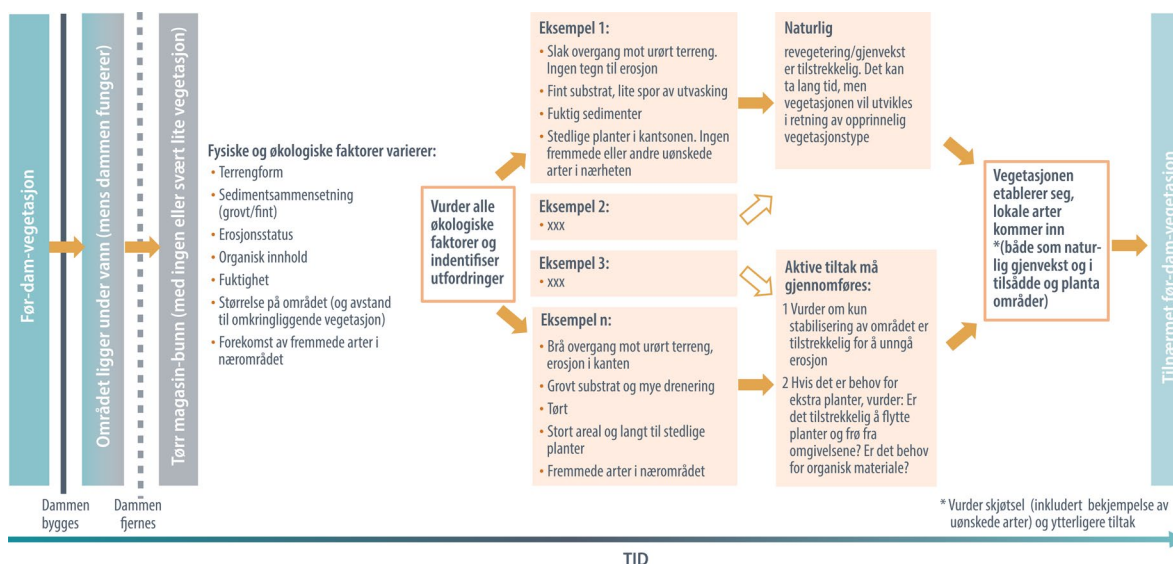 Før-dam-vegetasjon
Området ligger under vann (mens dammen fungerer)
Tørr magasin-bunn (med ingen eller svært lite vegetasjon)
Fysiske og økologiske faktorer varierer:
• Terrengform
• Sedimentsammensetning
(grovt/fint)
• Erosjonsstatus
• Organisk innhold
• Fuktighet
• Størrelse på området (og avstand
til omkringliggende vegetasjon)
• Forekomst av fremmede arter i
nærområdet
Vurder alle
økologiske
faktorer og
indentifiser
utfordringer
Eksempel 1:
• Slak overgang mot urørt terreng.
Ingen tegn til erosjon
• Fint substrat, lite spor av utvasking
• Fuktig sedimenter
• Stedlige planter i kantsonen. Ingen
fremmede eller andre uønskede
arter i nærheten
Eksempel 2:
• xxx
Eksempel 3:
• xxx
Eksempel n:
• Brå overgang mot urørt terreng,
erosjon i kanten
• Grovt substrat og mye drenering
• Tørt
• Stort areal og langt til stedlige
planter
• Fremmede arter i nærområdet
Naturlig
revegetering/gjenvekst
er tilstrekkelig. Det kan
ta lang tid, men
vegetasjonen vil utvikles
i retning av opprinnelig
vegetasjonstype
Aktive tiltak må
gjennomføres:
1 Vurder om kun
stabilisering av området er
tilstrekkelig for å unngå
erosjon
2 Hvis det er behov for
ekstra planter, vurder: Er
det tilstrekkelig å flytte
planter og frø fra
omgivelsene? Er det behov
for organisk materiale?
Vegetasjonen
etablerer seg,
lokale arter
kommer inn
*(både som natur-
lig gjenvekst og i
tilsådde og planta
områder)
Tilnærmet før-dam-vegetasjon
Dammen
bygges
Dammen
fjernes
* Vurder skjøtsel (inkludert bekjempelse av
uønskede arter) og ytterligere tiltak
TID